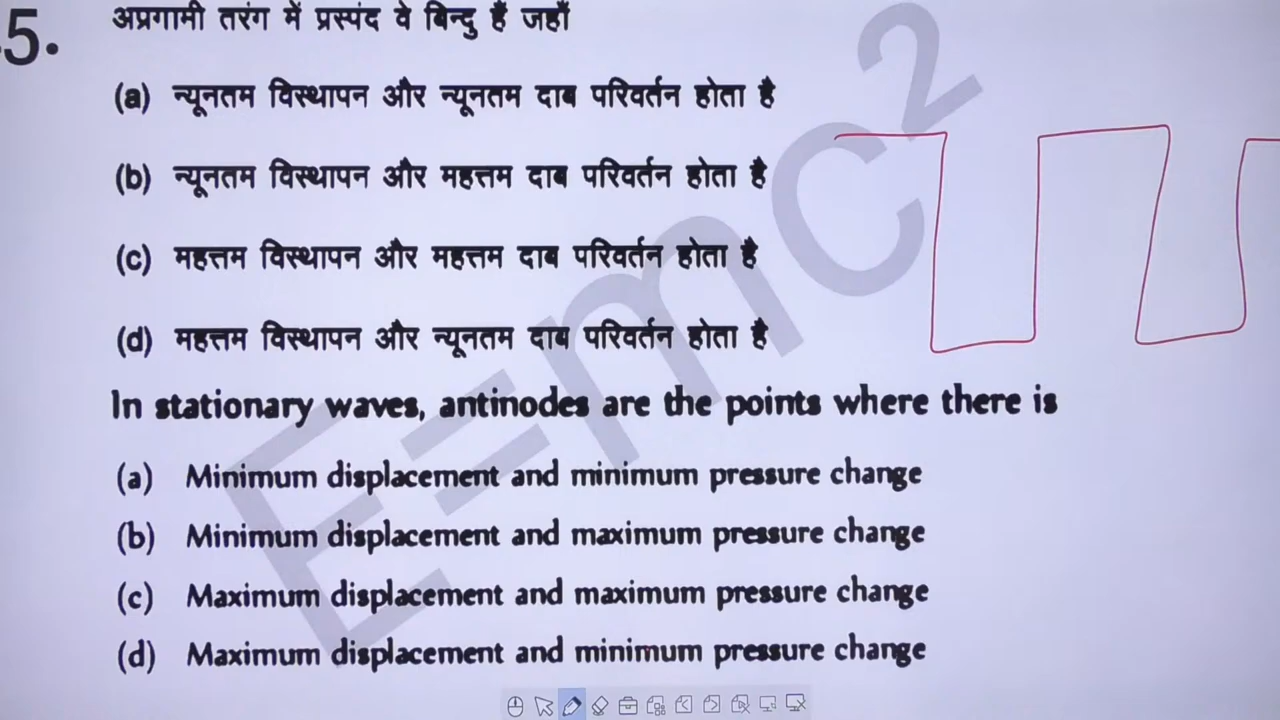 5.
अप्रगामी तरंग में प्रस्पंद वे बिन्दु हैं जहाँ
(a) न्यूनतम विस्थापन और न्यूनतम दाब परिवर्तन होता है
(b) न्यूनतम विस्थापन और महत्तम दाब परिवर्तन होता है
(c) महत्तम विस्थापन और महत्तम दाब परिवर्तन होता है
(d) महत्तम विस्थापन और न्यूनतम दाब परिवर्तन होता है
In stationary waves, antinodes are the points where there is
(a) Minimum displacement and minimum pressure change
(b) Minimum displacement and maximum pressure change
(c) Maximum displacement and maximum pressure change
(d) Maximum displacement and minimum pressure change
E=mc²